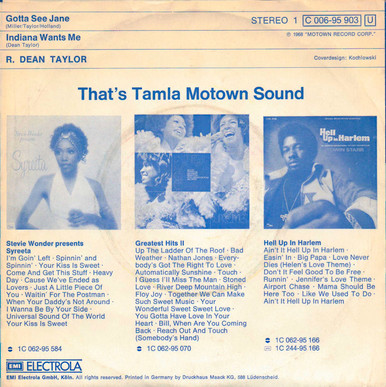 Gotta See Jane
(Miller/Taylor/Holland)
Indiana Wants Me
(Dean Taylor)
R. DEAN TAYLOR
STEREO 1 C 006-95 903 U
℗ 1968 "MOTOWN RECORD CORP."
Coverdesign: Kochlowski
That's Tamla Motown Sound
Syreeta
Hell Up In Harlem
Stevie Wonder presents
Syreeta
I'm Goin' Left · Spinnin' and
Spinnin' · Your Kiss Is Sweet ·
Come And Get This Stuff · Heavy
Day · Cause We've Ended as
Lovers · Just A Little Piece Of
You · Waitin' For The Postman ·
When Your Daddy's Not Around ·
I Wanna Be By Your Side ·
Universal Sound Of The World
Your Kiss Is Sweet
1C 062-95 584
Greatest Hits II
Up The Ladder Of The Roof · Bad
Weather · Nathan Jones · Every-
body's Got The Right To Love ·
Automatically Sunshine · Touch ·
I Guess I'll Miss The Man · Stoned
Love · River Deep Mountain High ·
Floy Joy · Together We Can Make
Such Sweet Music · Your
Wonderful Sweet Sweet Love ·
You Gotta Have Love In Your
Heart · Bill, When Are You Coming
Back · Reach Out And Touch
(Somebody's Hand)
1C 062-95 070
Hell Up In Harlem
Ain't It Hell Up In Harlem ·
Easin' In · Big Papa · Love Never
Dies (Helen's Love Theme) ·
Don't It Feel Good To Be Free ·
Runnin' · Jennifer's Love Theme ·
Airport Chase · Mama Should Be
Here Too · Like We Used To Do
Ain't It Hell Up In Harlem
1C 062-95 166
1C 244-95 166
EMI ELECTROLA
EMI Electrola GmbH, Köln. All rights reserved. Printed in Germany by Druckhaus Maack KG, 588 Lüdenscheid.